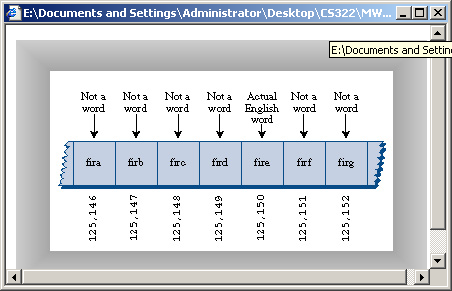 E:\Documents and Settings\Administrator\Desktop\CS322\MW...
E:\Documents and Setting
Not a word Not a word Not a word Not a word Actual English word Not a word Not a word
fira firb firc fird fire firf firg
125,146 125,147 125,148 125,149 125,150 125,151 125,152